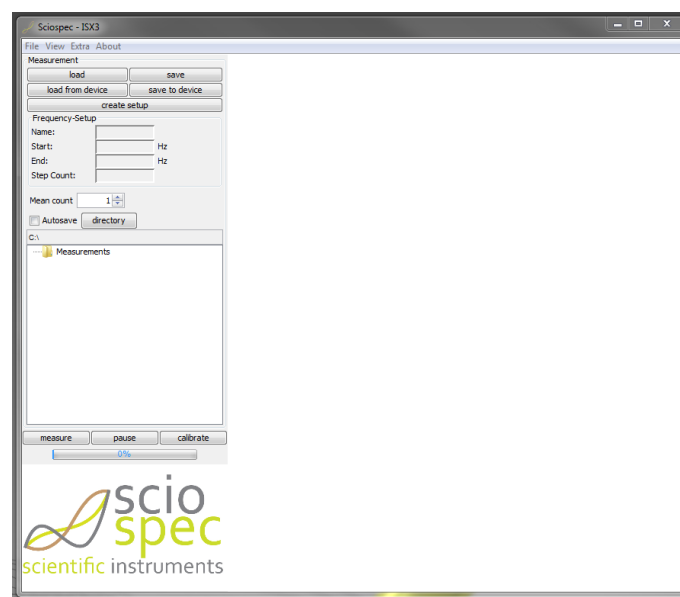 Sciospec - ISX3
File View Extra About
Measurement
load save
load from device save to device
create setup
Frequency-Setup
Name:
Start: Hz
End: Hz
Step Count:
Mean count 1
Autosave directory
C:\
Measurements
measure pause calibrate
0%
scio
spec
scientific instruments